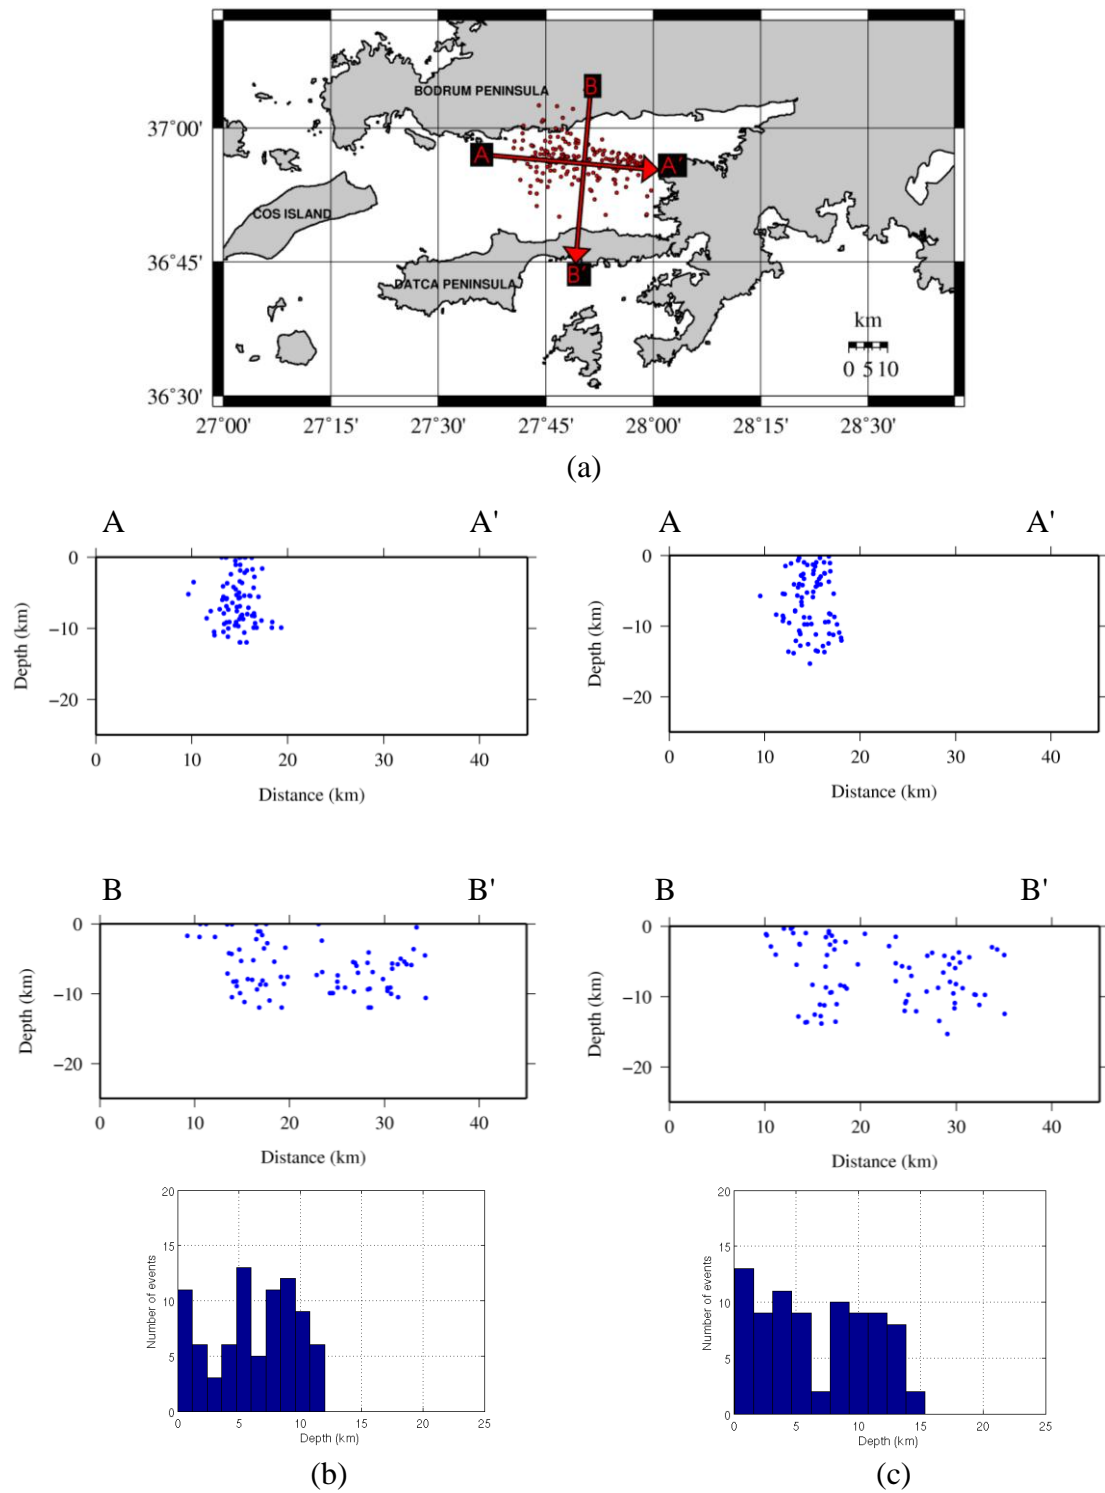 BODRUM PENINSULA
B
37°00'
A
A'
COS ISLAND
36°45'
B'
DATCA PENINSULA
km
0 5 10
36°30'
27°00' 27°15' 27°30' 27°45' 28°00' 28°15' 28°30'
(a)
A A'
0
−10
−20
Depth (km)
0 10 20 30 40
Distance (km)
A A'
0
−10
−20
Depth (km)
0 10 20 30 40
Distance (km)
B B'
0
−10
−20
Depth (km)
0 10 20 30 40
Distance (km)
B B'
0
−10
−20
Depth (km)
0 10 20 30 40
Distance (km)
20
15
10
5
0
Number of events
0 5 10 15 20 25
Depth (km)
(b)
20
15
10
5
0
Number of events
0 5 10 15 20 25
Depth (km)
(c)